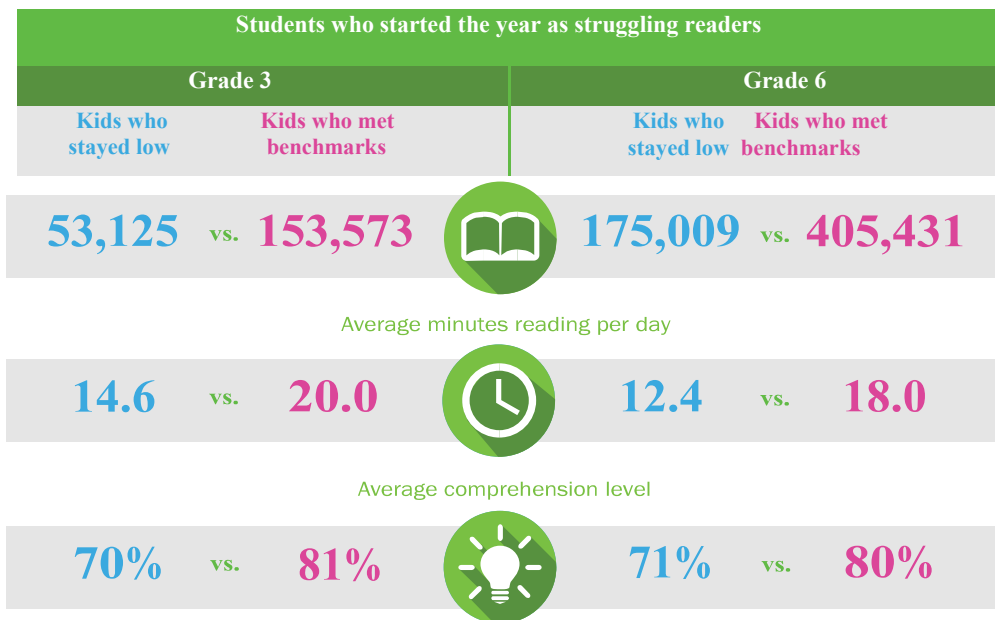 Students who started the year as struggling readers
Grade 3 Grade 6
Kids who Kids who met Kids who Kids who met
stayed low benchmarks stayed low benchmarks
53,125 vs. 153,573 175,009 vs. 405,431
Average minutes reading per day
14.6 vs. 20.0 12.4 vs. 18.0
Average comprehension level
70% vs. 81% 71% vs. 80%